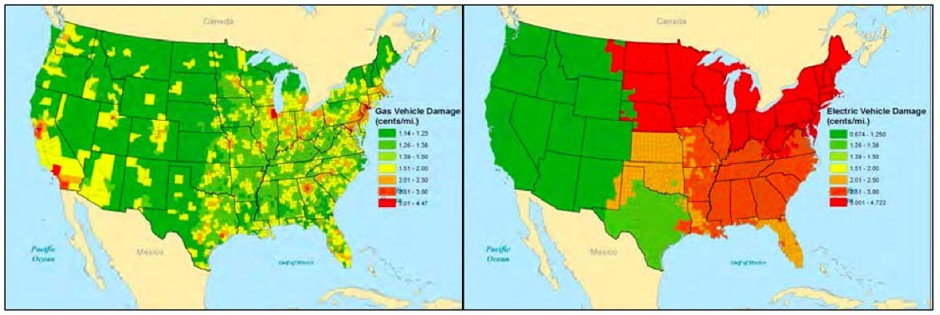 Canada
Gas Vehicle Damage
(cents/mi.)
1.14 - 1.25
1.26 - 1.38
1.39 - 1.50
1.51 - 2.00
2.01 - 2.50
2.51 - 3.00
3.01 - 4.47
Pacific
Ocean
Mexico
Gulf of Mexico
Canada
Electric Vehicle Damage
(cents/mi.)
0.674 - 1.250
1.26 - 1.38
1.39 - 1.50
1.51 - 2.00
2.01 - 2.50
2.51 - 3.00
3.001 - 4.722
Pacific
Ocean
Mexico
Gulf of Mexico